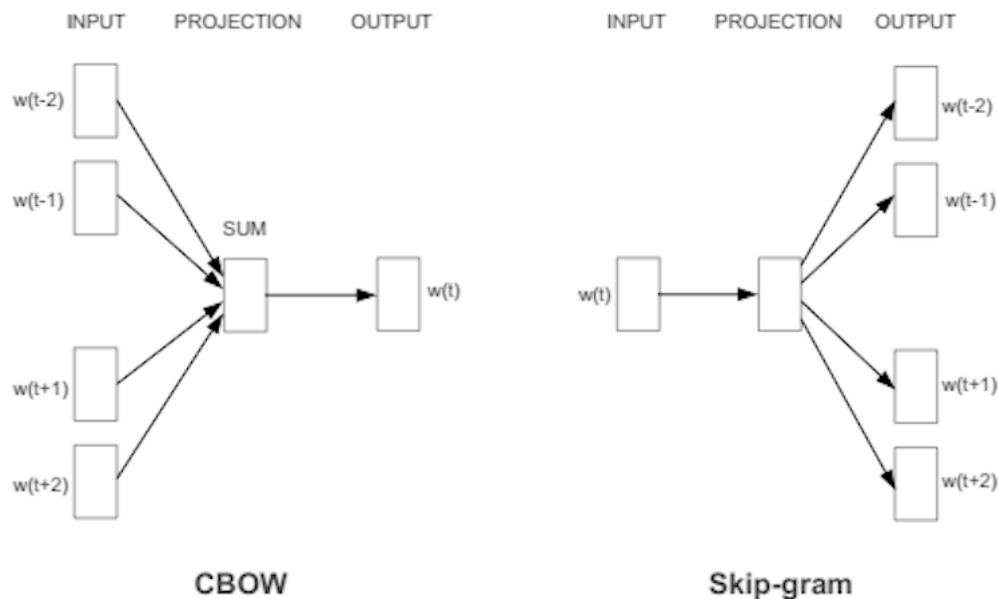 INPUT PROJECTION OUTPUT
w(t-2)
w(t-1)
SUM
w(t)
w(t+1)
w(t+2)
CBOW
INPUT PROJECTION OUTPUT
w(t-2)
w(t-1)
w(t)
w(t+1)
w(t+2)
Skip-gram